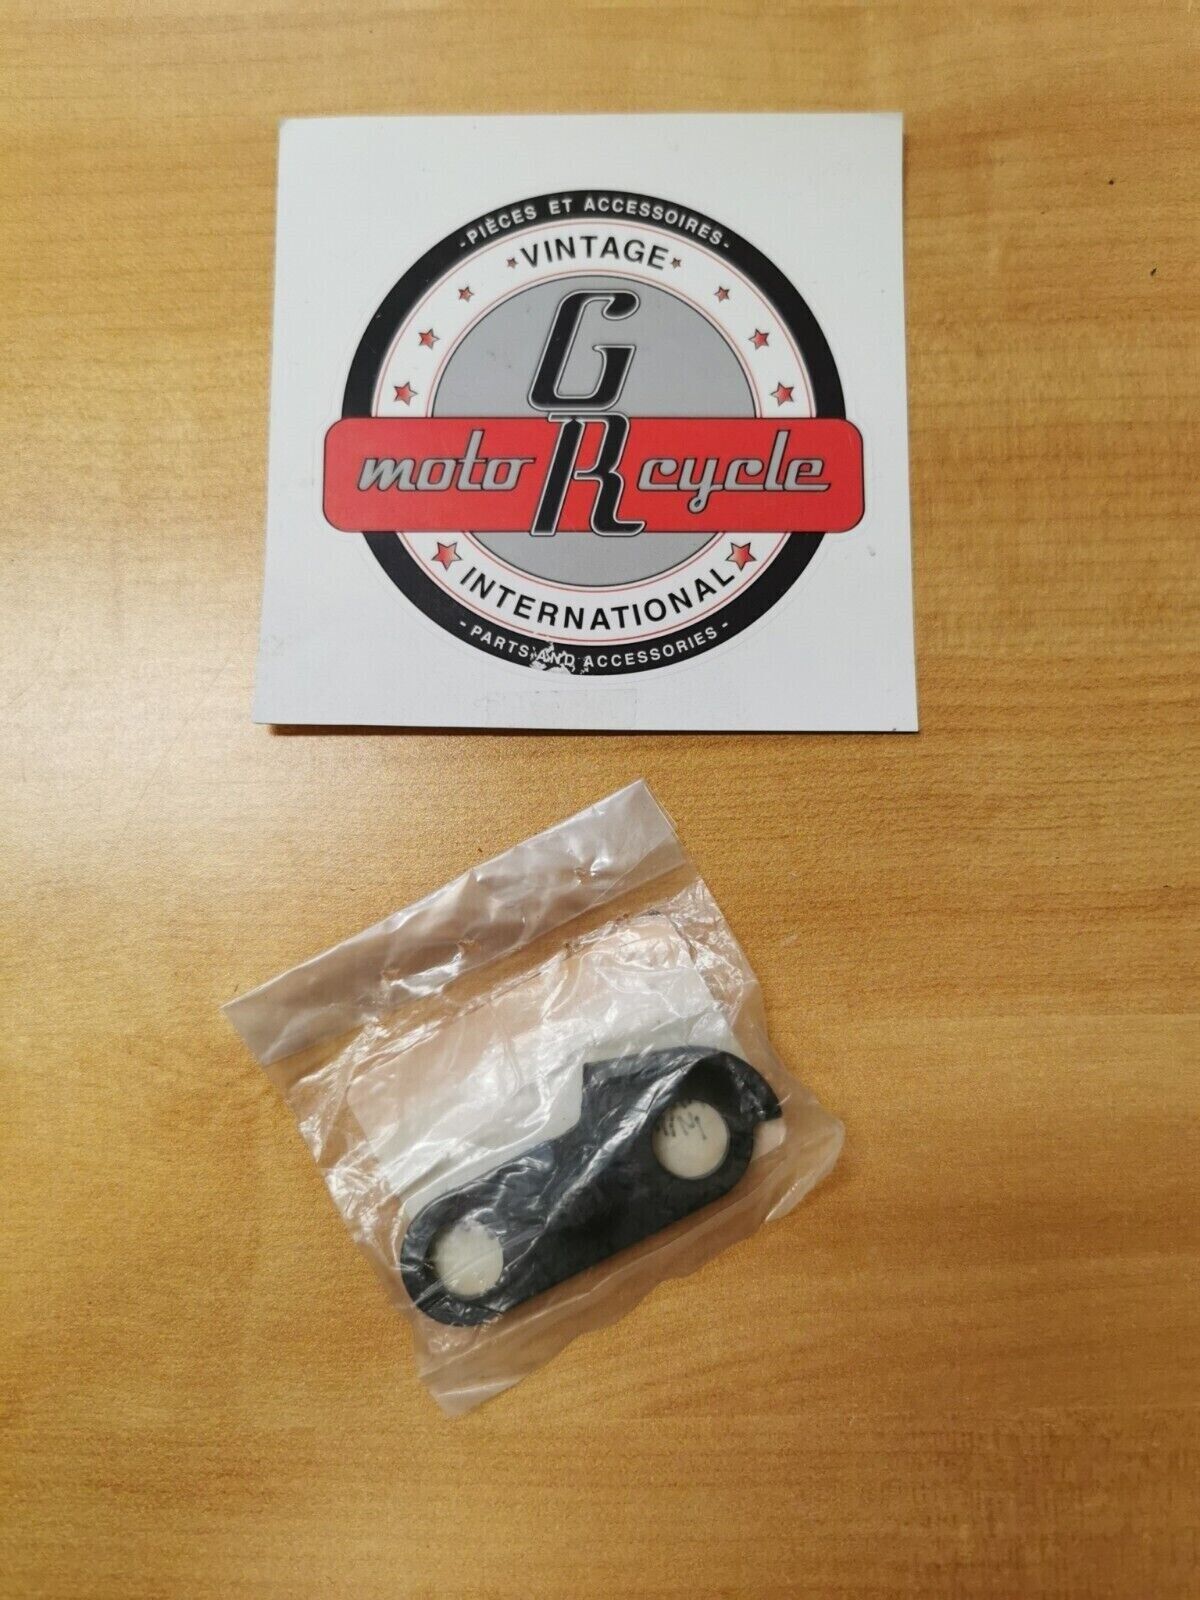 -PIÈCES ET ACCESSOIRES-
VINTAGE
GR
moto cycle
INTERNATIONAL
- PARTS AND ACCESSORIES -